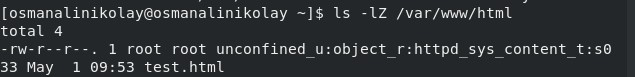 [osmanalinikolay@osmanalinikolay ~]$ ls -lZ /var/www/html
total 4
-rw-r--r--. 1 root root unconfined_u:object_r:httpd_sys_content_t:s0
33 May  1 09:53 test.html